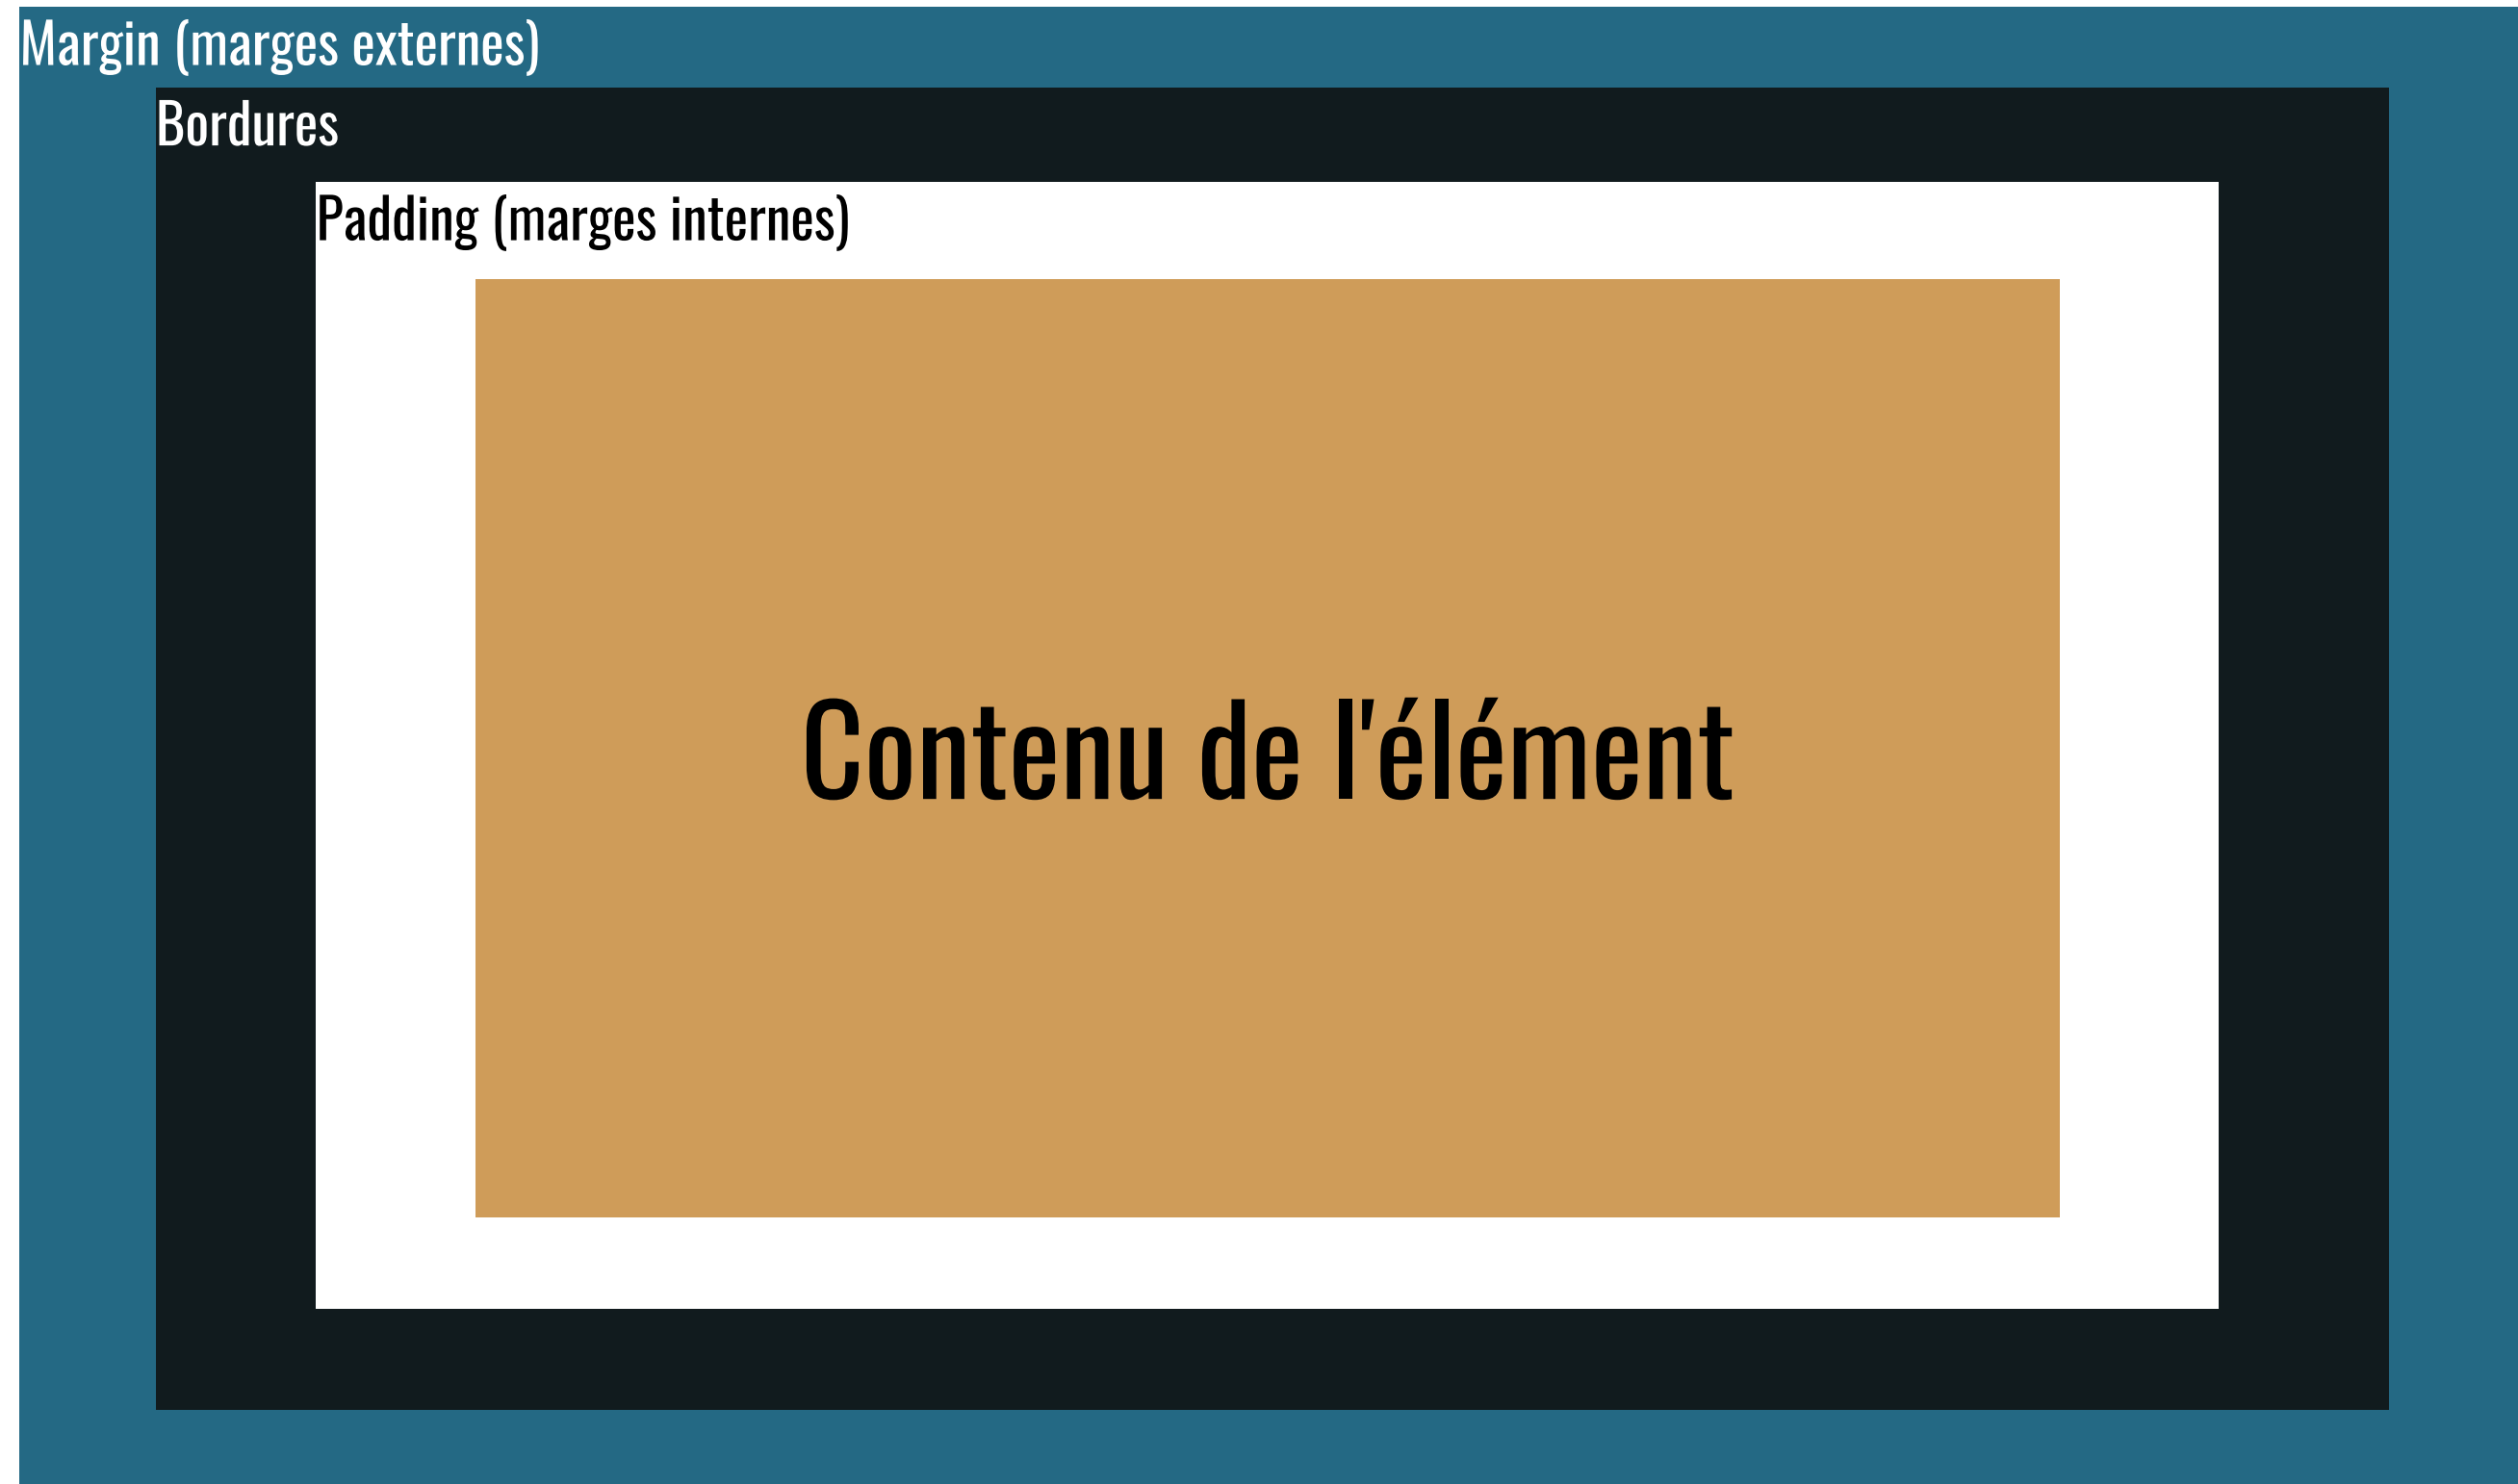 Margin (marges externes)
Bordures
Padding (marges internes)
Contenu de l'élément